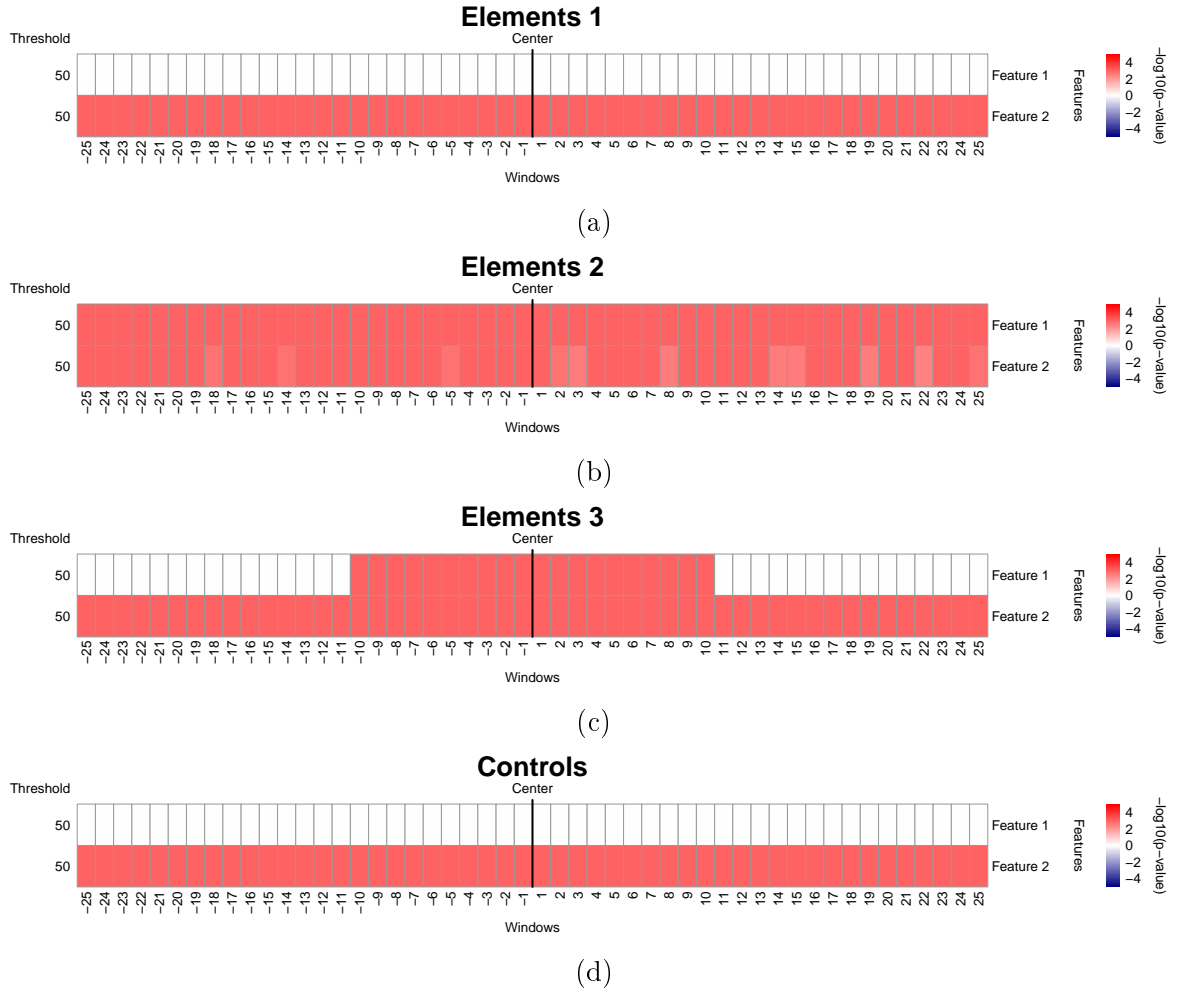 Elements 1
Threshold
Center
50
Feature 1
50
Feature 2
−25 −24 −23 −22 −21 −20 −19 −18 −17 −16 −15 −14 −13 −12 −11 −10 −9 −8 −7 −6 −5 −4 −3 −2 −1 1 2 3 4 5 6 7 8 9 10 11 12 13 14 15 16 17 18 19 20 21 22 23 24 25
Windows
Features
4
2
0
−2
−4
−log10(p−value)
(a)
Elements 2
Threshold
Center
50
Feature 1
50
Feature 2
−25 −24 −23 −22 −21 −20 −19 −18 −17 −16 −15 −14 −13 −12 −11 −10 −9 −8 −7 −6 −5 −4 −3 −2 −1 1 2 3 4 5 6 7 8 9 10 11 12 13 14 15 16 17 18 19 20 21 22 23 24 25
Windows
Features
4
2
0
−2
−4
−log10(p−value)
(b)
Elements 3
Threshold
Center
50
Feature 1
50
Feature 2
−25 −24 −23 −22 −21 −20 −19 −18 −17 −16 −15 −14 −13 −12 −11 −10 −9 −8 −7 −6 −5 −4 −3 −2 −1 1 2 3 4 5 6 7 8 9 10 11 12 13 14 15 16 17 18 19 20 21 22 23 24 25
Windows
Features
4
2
0
−2
−4
−log10(p−value)
(c)
Controls
Threshold
Center
50
Feature 1
50
Feature 2
−25 −24 −23 −22 −21 −20 −19 −18 −17 −16 −15 −14 −13 −12 −11 −10 −9 −8 −7 −6 −5 −4 −3 −2 −1 1 2 3 4 5 6 7 8 9 10 11 12 13 14 15 16 17 18 19 20 21 22 23 24 25
Windows
Features
4
2
0
−2
−4
−log10(p−value)
(d)